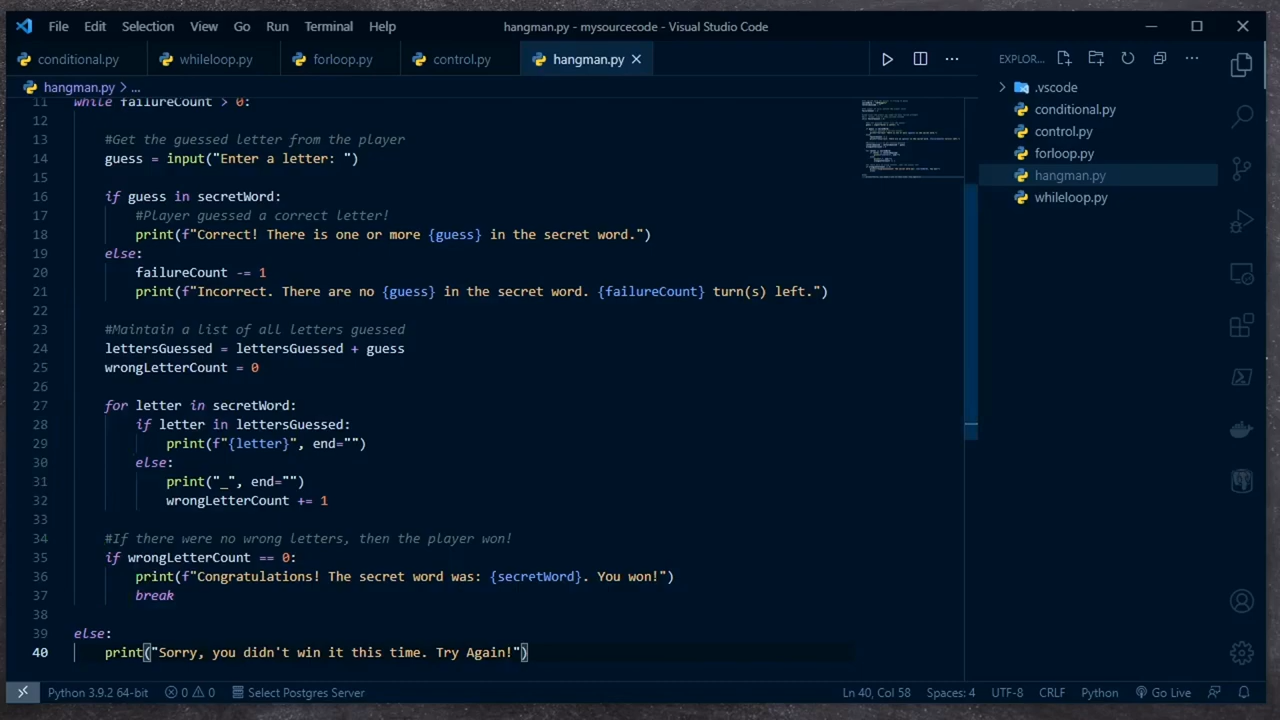 File Edit Selection View Go Run Terminal Help hangman.py - mysourcecode - Visual Studio Code
conditional.py whileloop.py forloop.py control.py hangman.py
EXPLOR...
hangman.py > ...
.vscode
conditional.py
control.py
forloop.py
hangman.py
whileloop.py
11 while failureCount > 0:
12
13 #Get the guessed letter from the player
14 guess = input("Enter a letter: ")
15
16 if guess in secretWord:
17 #Player guessed a correct letter!
18 print(f"Correct! There is one or more {guess} in the secret word.")
19 else:
20 failureCount -= 1
21 print(f"Incorrect. There are no {guess} in the secret word. {failureCount} turn(s) left.")
22
23 #Maintain a list of all letters guessed
24 lettersGuessed = lettersGuessed + guess
25 wrongLetterCount = 0
26
27 for letter in secretWord:
28 if letter in lettersGuessed:
29 print(f"{letter}", end="")
30 else:
31 print("_", end="")
32 wrongLetterCount += 1
33
34 #If there were no wrong letters, then the player won!
35 if wrongLetterCount == 0:
36 print(f"Congratulations! The secret word was: {secretWord}. You won!")
37 break
38
39 else:
40 print("Sorry, you didn't win it this time. Try Again!")
Python 3.9.2 64-bit 0 0 Select Postgres Server Ln 40, Col 58 Spaces: 4 UTF-8 CRLF Python Go Live